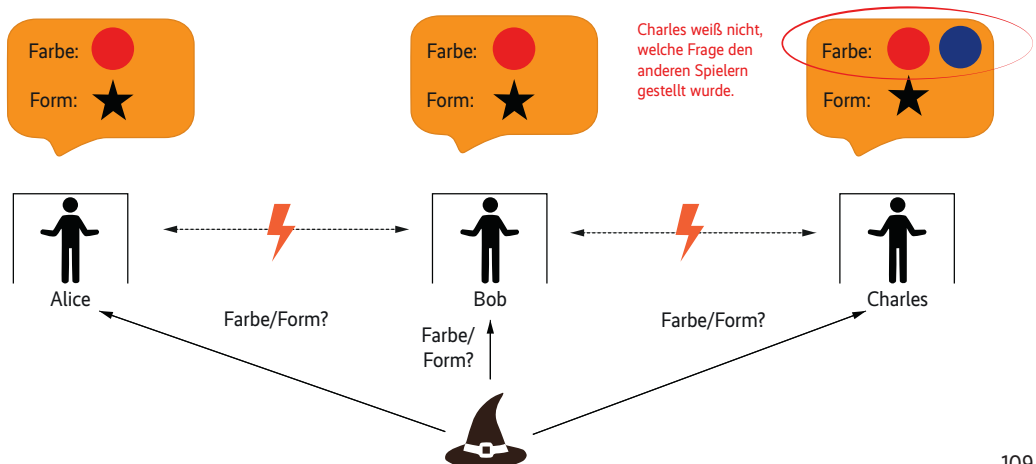 Farbe:
Form:
Farbe:
Form:
Charles weiß nicht,
welche Frage den
anderen Spielern
gestellt wurde.
Farbe:
Form:
Alice
Bob
Charles
Farbe/Form?
Farbe/
Form?
Farbe/Form?
109